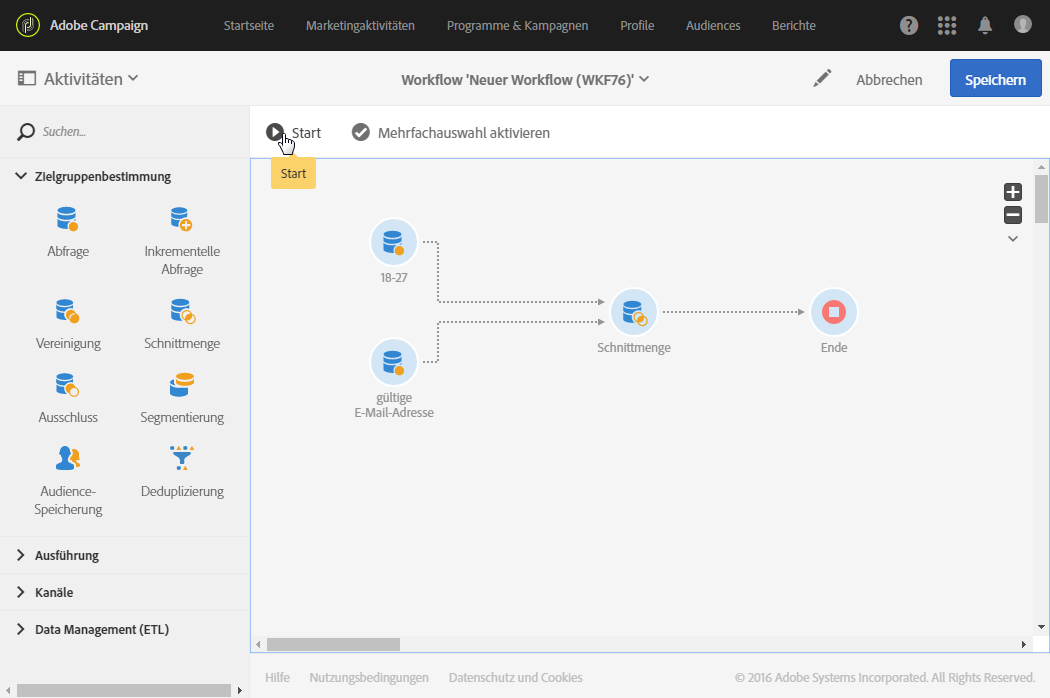 Adobe Campaign
Startseite
Marketingaktivitäten
Programme & Kampagnen
Profile
Audiences
Berichte
Aktivitäten
Workflow 'Neuer Workflow (WKF76)'
Abbrechen
Speichern
Suchen...
Start
Mehrfachauswahl aktivieren
Start
Zielgruppenbestimmung
Abfrage
Inkrementelle
Abfrage
Vereinigung
Schnittmenge
Ausschluss
Segmentierung
Audience-
Speicherung
Deduplizierung
Ausführung
Kanäle
Data Management (ETL)
18-27
gültige
E-Mail-Adresse
Schnittmenge
Ende
Hilfe
Nutzungsbedingungen
Datenschutz und Cookies
© 2016 Adobe Systems Incorporated. All Rights Reserved.